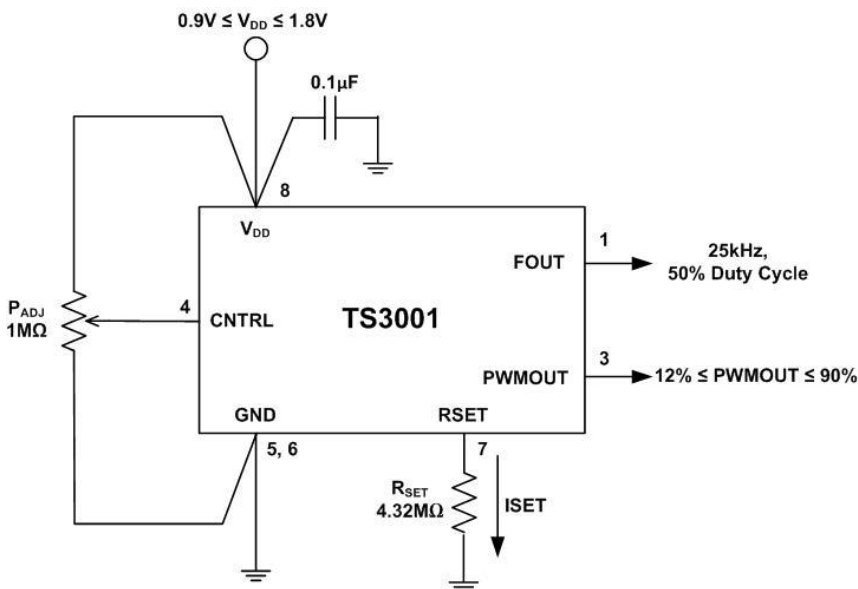 0.9V ≤ VDD ≤ 1.8V
0.1µF
8
VDD
1
FOUT
25kHz,
50% Duty Cycle
PADJ
1MΩ
4
CNTRL
TS3001
3
PWMOUT
12% ≤ PWMOUT ≤ 90%
GND
RSET
5, 6
7
RSET
4.32MΩ
ISET